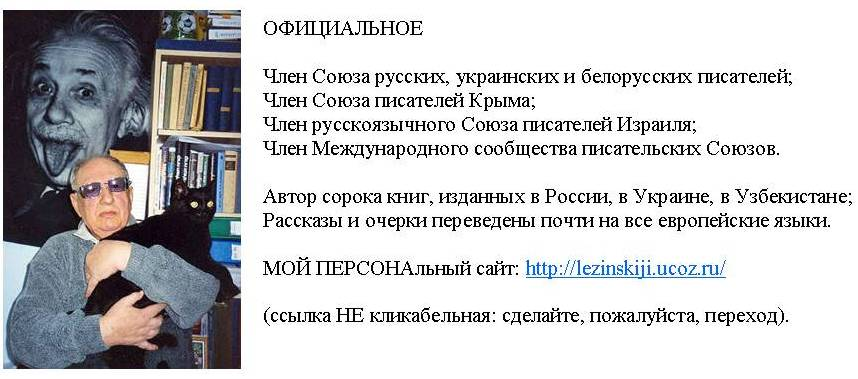 ОФИЦИАЛЬНОЕ
Член Союза русских, украинских и белорусских писателей;
Член Союза писателей Крыма;
Член русскоязычного Союза писателей Израиля;
Член Международного сообщества писательских Союзов.
Автор сорока книг, изданных в России, в Украине, в Узбекистане;
Рассказы и очерки переведены почти на все европейские языки.
МОЙ ПЕРСОНАльный сайт: http://lezinskiji.ucoz.ru/
(ссылка НЕ кликабельная: сделайте, пожалуйста, переход).